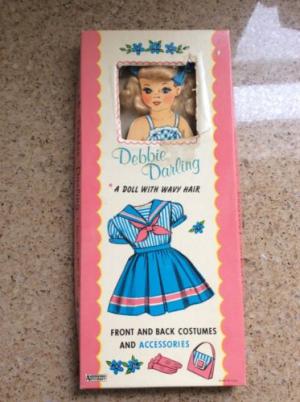 Debbie
Darling
A DOLL WITH WAVY HAIR
FRONT AND BACK COSTUMES
AND ACCESSORIES